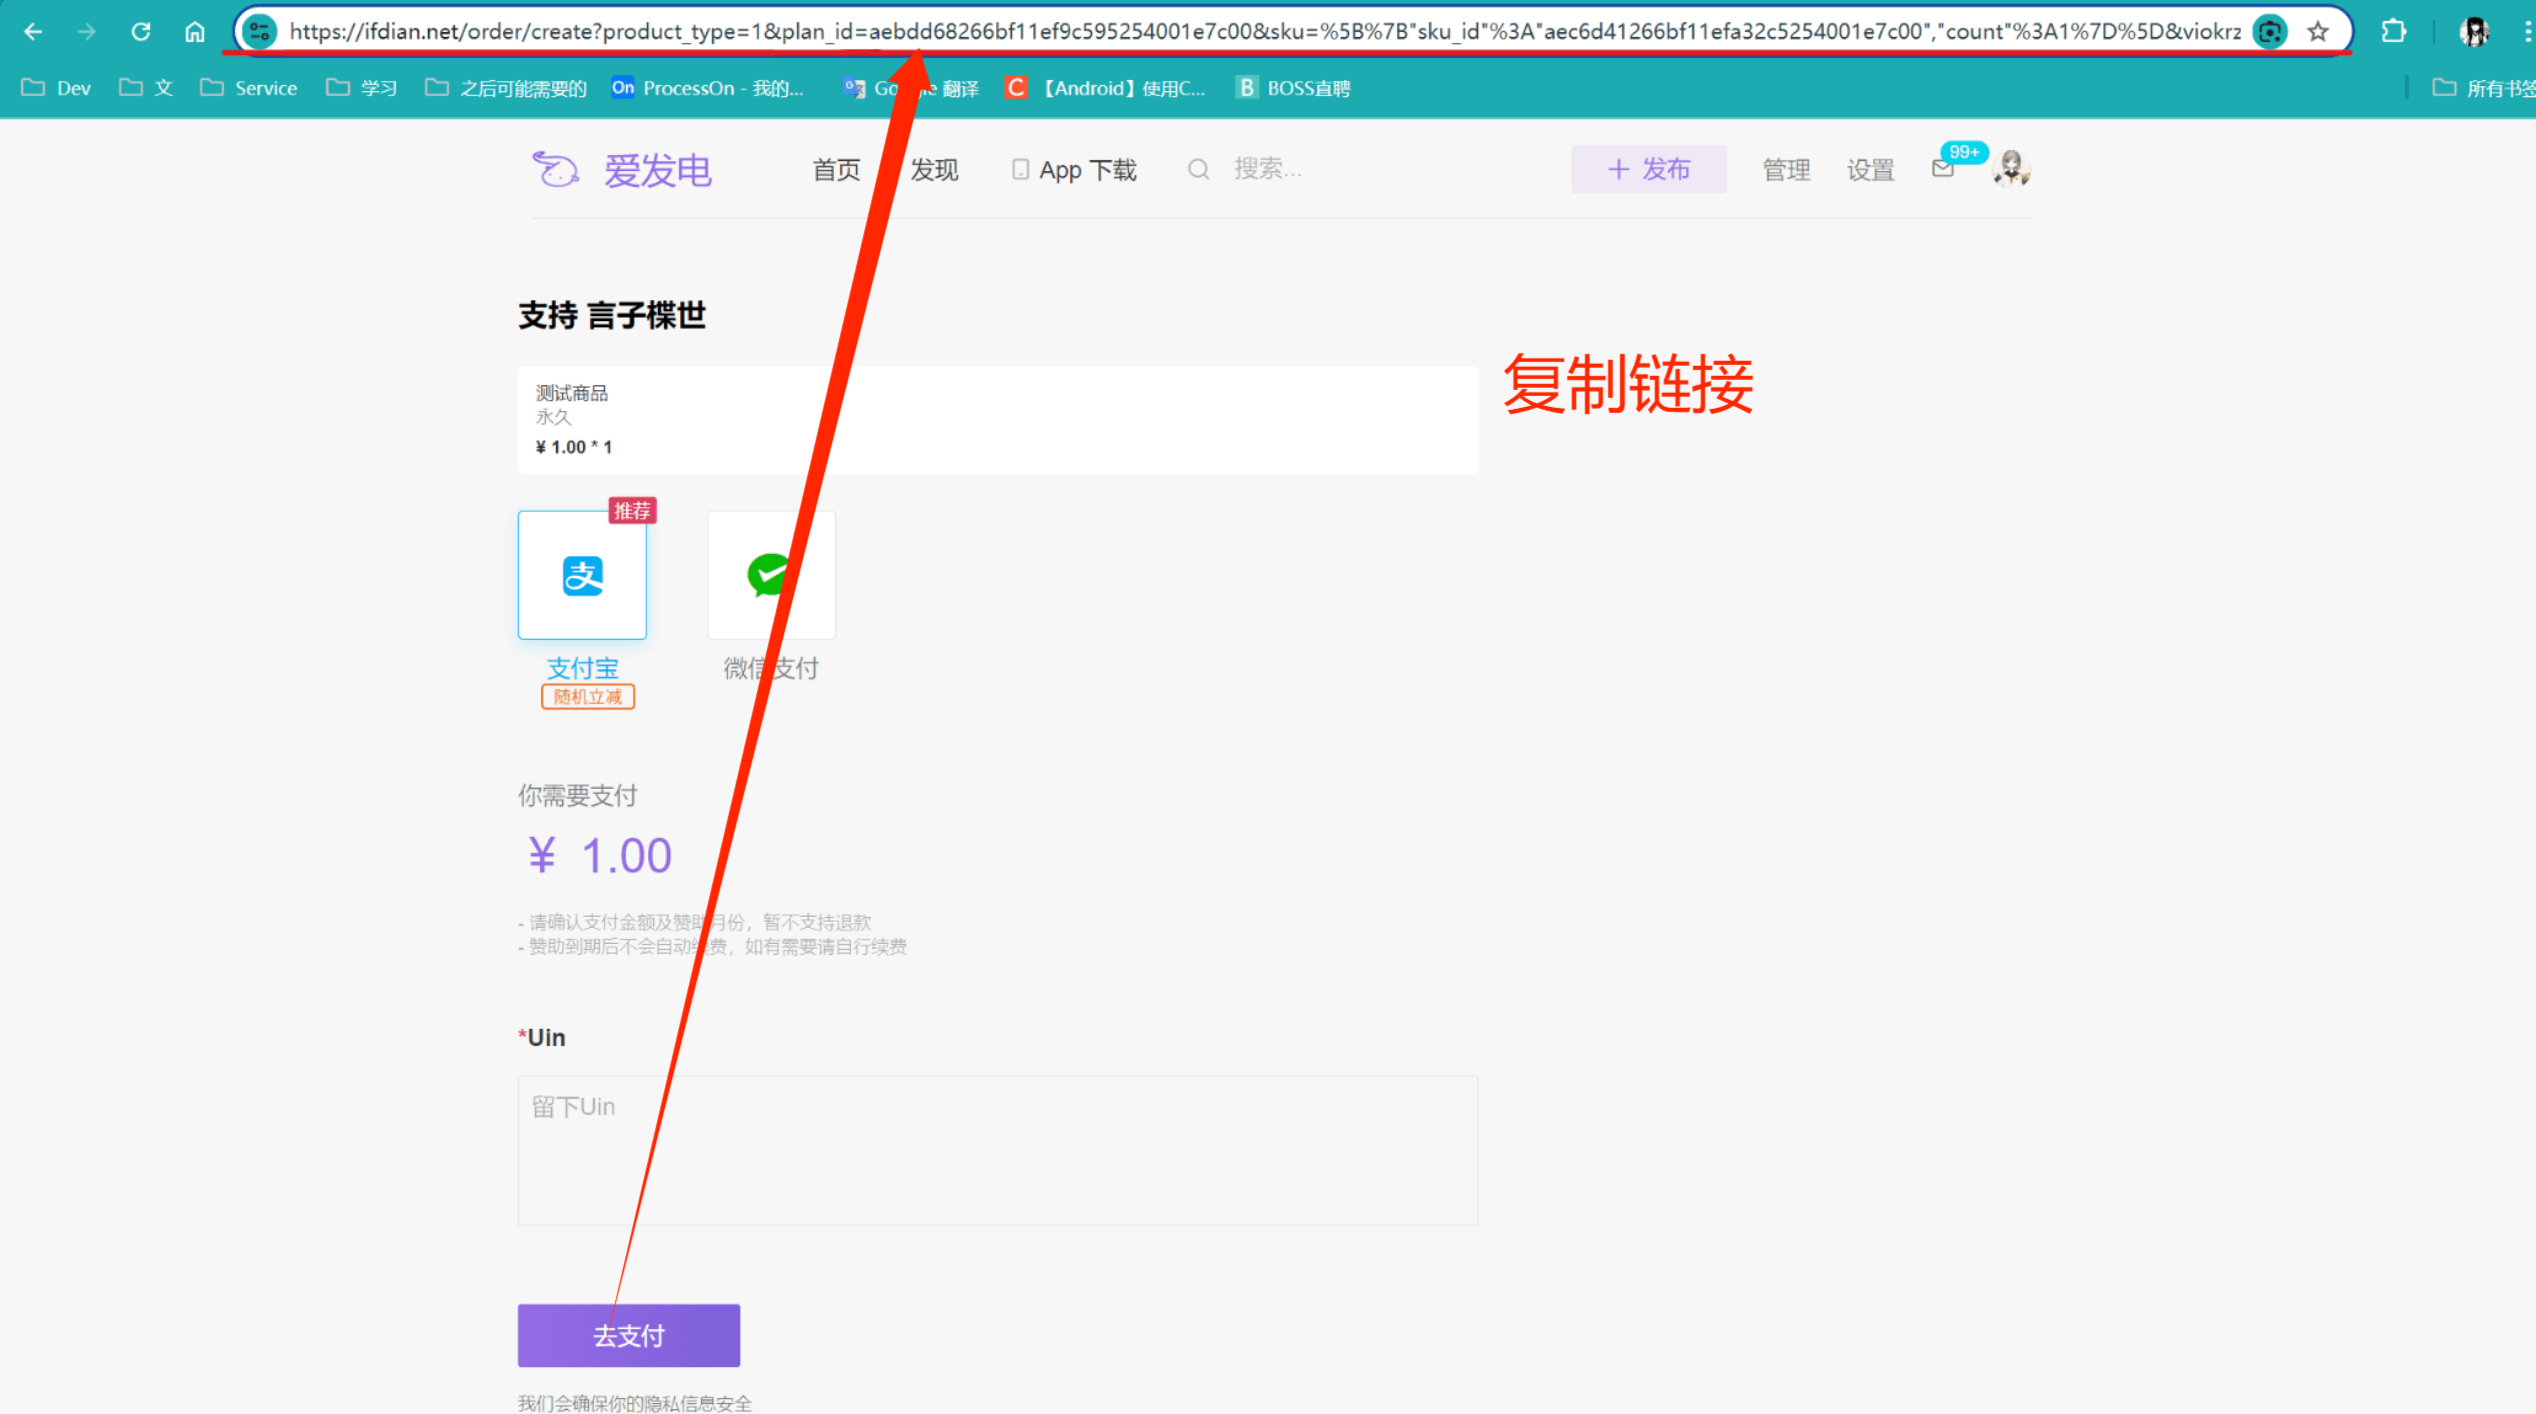 https://ifdian.net/order/create?product_type=1&plan_id=aebdd68266bf11ef9c595254001e7c00&sku=%5B%7B"sku_id"%3A"aec6d41266bf11efa32c5254001e7c00","count"%3A1%7D%5D&viokrz
Dev 文 Service 学习 之后可能需要的 On ProcessOn - 我的... Google 翻译 C 【Android】使用C... B BOSS直聘 所有书签
爱发电 首页 发现 App 下载 搜索... + 发布 管理 设置 99+
支持 言子楪世
复制链接
测试商品
永久
¥ 1.00 * 1
推荐
支
支付宝 微信支付
随机立减
你需要支付
¥ 1.00
- 请确认支付金额及赞助月份，暂不支持退款
- 赞助到期后不会自动续费，如有需要请自行续费
*Uin
留下Uin
去支付
我们会确保你的隐私信息安全